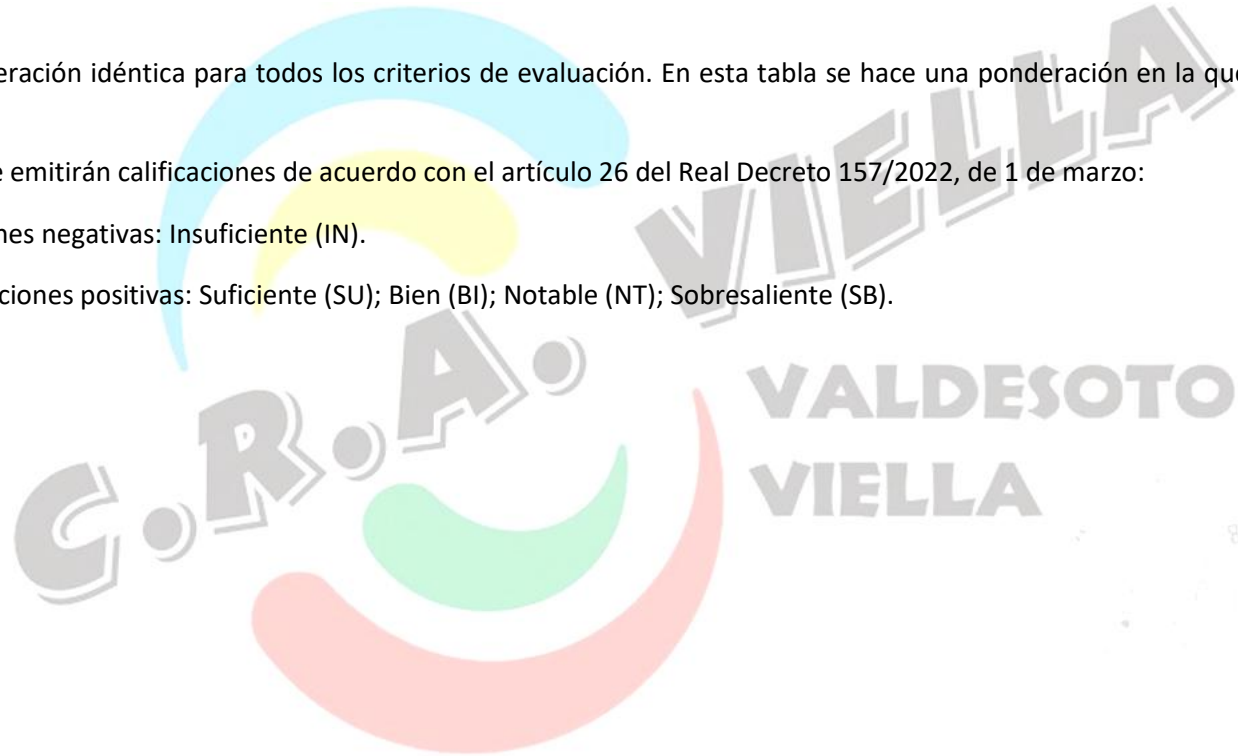 eración idéntica para todos los criterios de evaluación. En esta tabla se hace una ponderación en la que
e emitirán calificaciones de acuerdo con el artículo 26 del Real Decreto 157/2022, de 1 de marzo:
nes negativas: Insuficiente (IN).
ciones positivas: Suficiente (SU); Bien (BI); Notable (NT); Sobresaliente (SB).
C.R.A. VIELLA
VALDESOTO
VIELLA